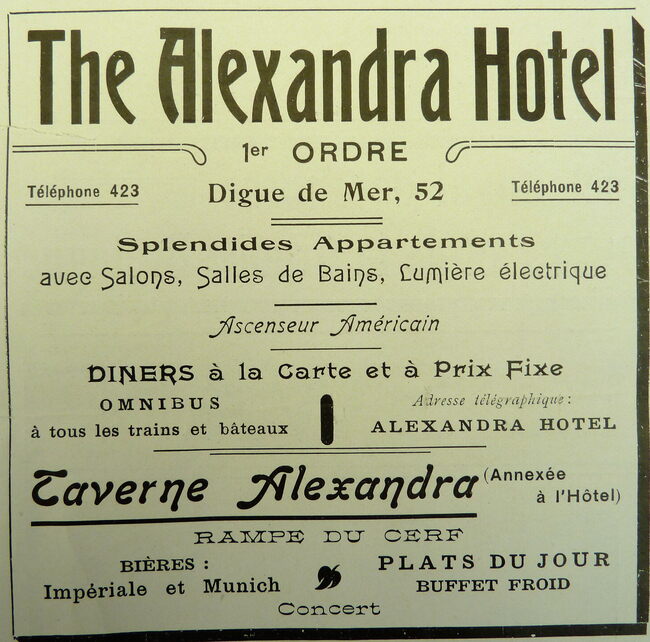 The Alexandra Hotel
1er ORDRE
Téléphone 423
Digue de Mer, 52
Téléphone 423
Splendides Appartements
avec Salons, Salles de Bains, Lumière électrique
Ascenseur Américain
DINERS à la Carte et à Prix Fixe
OMNIBUS
à tous les trains et bâteaux
Adresse télégraphique :
ALEXANDRA HOTEL
Taverne Alexandra (Annexée
à l'Hôtel)
RAMPE DU CERF
BIÈRES :
Impériale et Munich
PLATS DU JOUR
BUFFET FROID
Concert